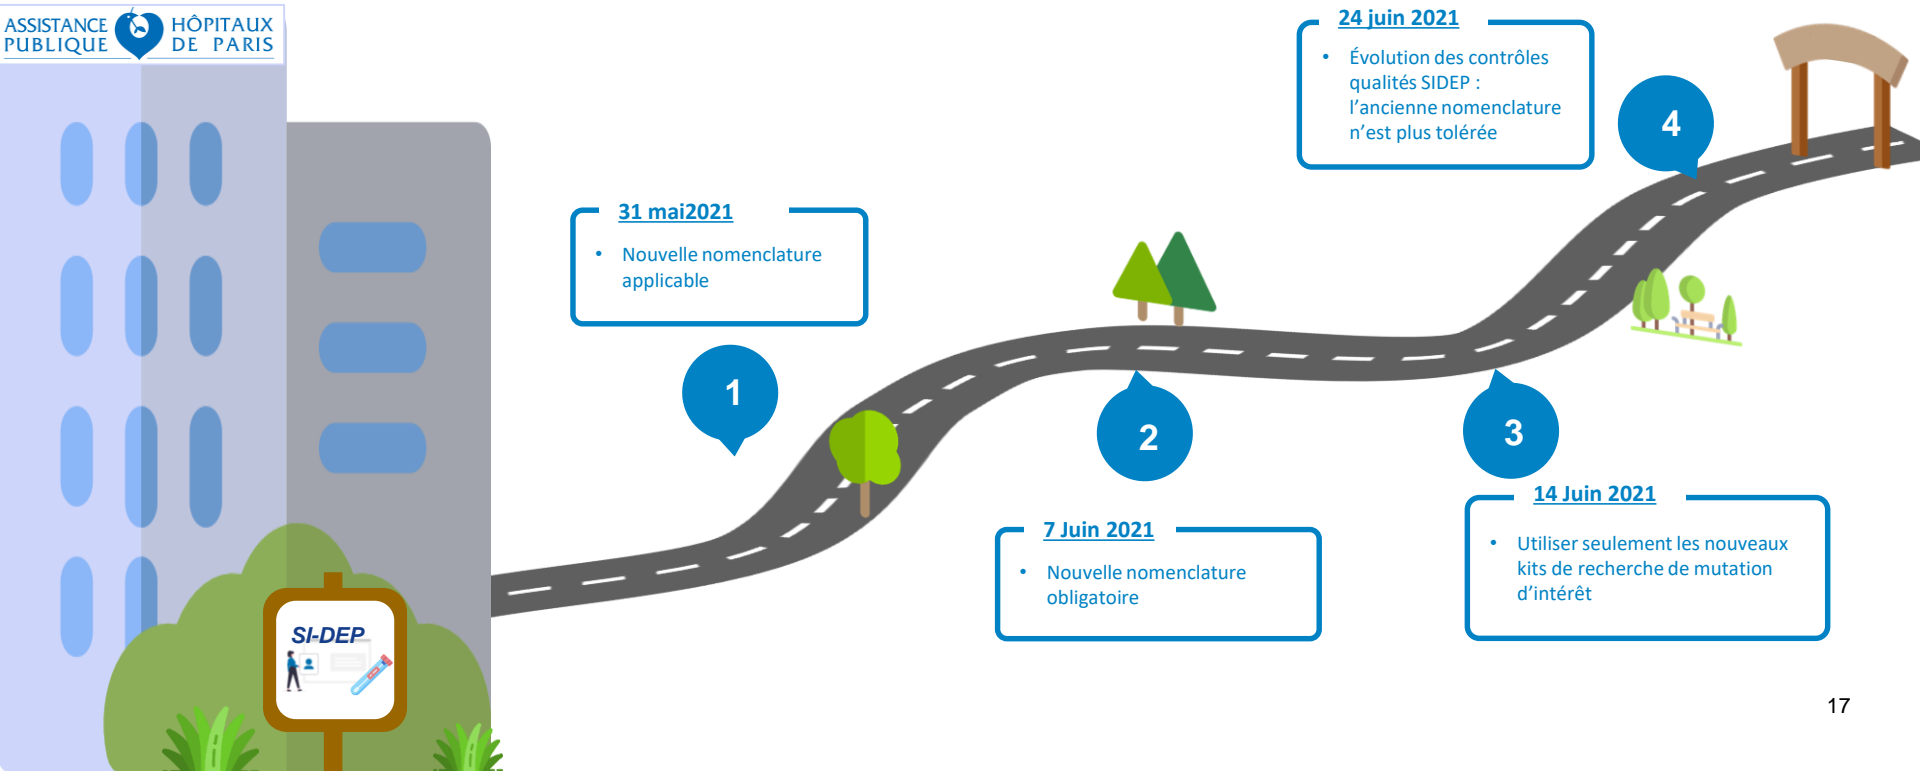 ASSISTANCE HÔPITAUX
PUBLIQUE DE PARIS
31 mai2021
• Nouvelle nomenclature
applicable
1
2
7 Juin 2021
• Nouvelle nomenclature
obligatoire
3
14 Juin 2021
• Utiliser seulement les nouveaux
kits de recherche de mutation
d’intérêt
24 juin 2021
• Évolution des contrôles
qualités SIDEP :
l’ancienne nomenclature
n’est plus tolérée
4
SI-DEP
17